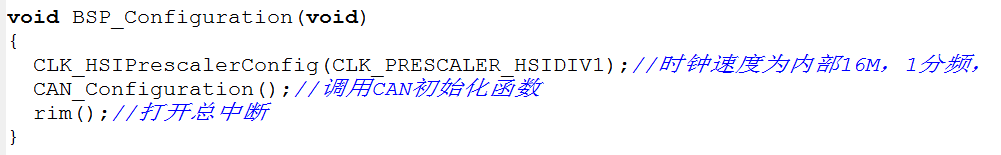 void BSP_Configuration(void)
{
CLK_HSIPrescalerConfig(CLK_PRESCALER_HSIDIV1);//时钟速度为内部16M，1分频，
CAN_Configuration();//调用CAN初始化函数
rim();//打开总中断
}